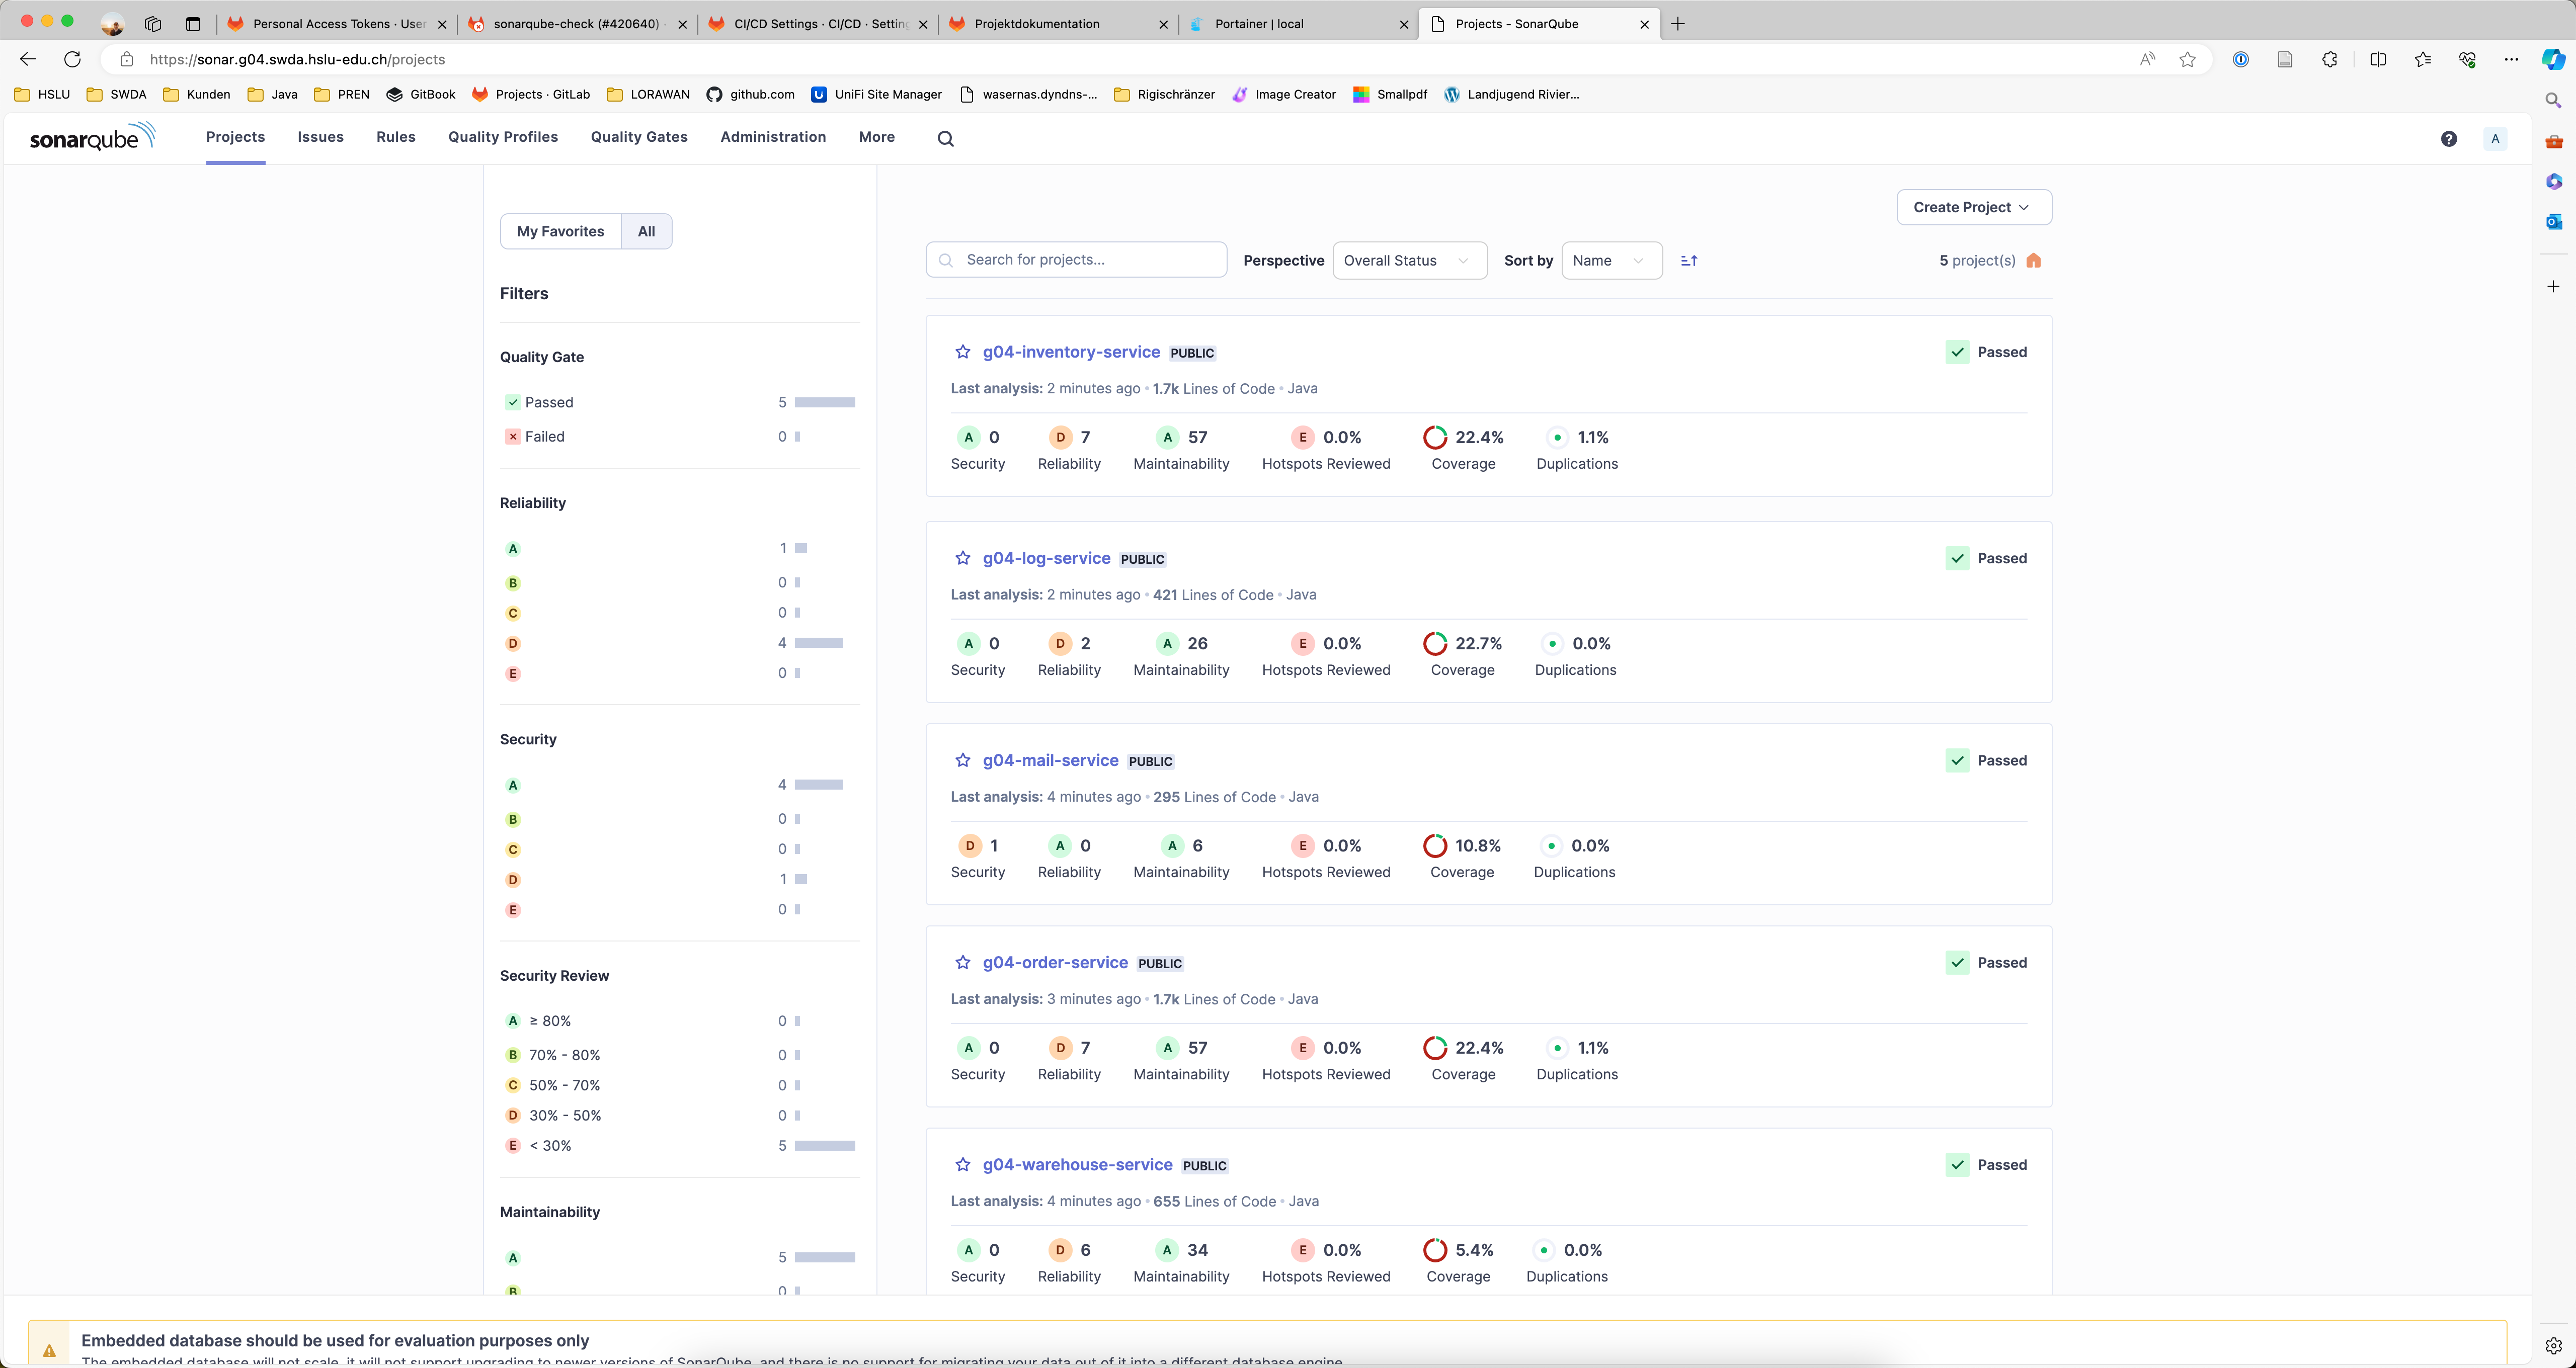 Personal Access Tokens · User
sonarqube-check (#420640) ·
CI/CD Settings · CI/CD · Setting
Projektdokumentation
Portainer | local
Projects - SonarQube
https://sonar.g04.swda.hslu-edu.ch/projects
HSLU
SWDA
Kunden
Java
PREN
GitBook
Projects · GitLab
LORAWAN
github.com
UniFi Site Manager
wasernas.dyndns-...
Rigischränzer
Image Creator
Smallpdf
Landjugend Rivier...
sonarqube
Projects
Issues
Rules
Quality Profiles
Quality Gates
Administration
More
A
My Favorites
All
Filters
Quality Gate
Passed 5
Failed 0
Reliability
A 1
B 0
C 0
D 4
E 0
Security
A 4
B 0
C 0
D 1
E 0
Security Review
A ≥ 80% 0
B 70% - 80% 0
C 50% - 70% 0
D 30% - 50% 0
E < 30% 5
Maintainability
A 5
B 0
Create Project
Search for projects...
Perspective
Overall Status
Sort by
Name
5 project(s)
g04-inventory-service PUBLIC
Passed
Last analysis: 2 minutes ago • 1.7k Lines of Code • Java
A 0 D 7 A 57 E 0.0% 22.4% 1.1%
Security Reliability Maintainability Hotspots Reviewed Coverage Duplications
g04-log-service PUBLIC
Passed
Last analysis: 2 minutes ago • 421 Lines of Code • Java
A 0 D 2 A 26 E 0.0% 22.7% 0.0%
Security Reliability Maintainability Hotspots Reviewed Coverage Duplications
g04-mail-service PUBLIC
Passed
Last analysis: 4 minutes ago • 295 Lines of Code • Java
D 1 A 0 A 6 E 0.0% 10.8% 0.0%
Security Reliability Maintainability Hotspots Reviewed Coverage Duplications
g04-order-service PUBLIC
Passed
Last analysis: 3 minutes ago • 1.7k Lines of Code • Java
A 0 D 7 A 57 E 0.0% 22.4% 1.1%
Security Reliability Maintainability Hotspots Reviewed Coverage Duplications
g04-warehouse-service PUBLIC
Passed
Last analysis: 4 minutes ago • 655 Lines of Code • Java
A 0 D 6 A 34 E 0.0% 5.4% 0.0%
Security Reliability Maintainability Hotspots Reviewed Coverage Duplications
Embedded database should be used for evaluation purposes only
The embedded database will not scale, it will not support upgrading to newer versions of SonarQube, and there is no support for migrating your data out of it into a different database engine.